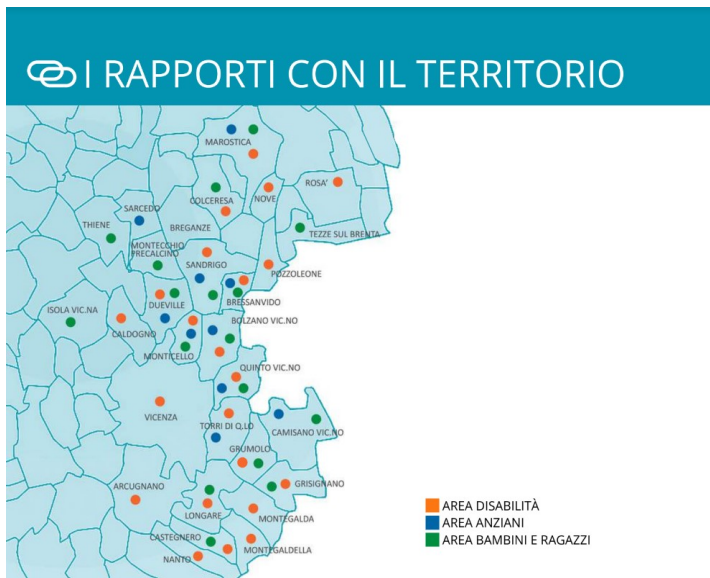 I RAPPORTI CON IL TERRITORIO
MAROSTICA
ROSA'
COLCERESA
NOVE
SARCEDO
THIENE
BREGANZE
TEZZE SUL BRENTA
MONTECCHIO
PRECALCINO
SANDRIGO
POZZOLEONE
DUEVILLE
BRESSANVIDO
ISOLA VIC.NA
BOLZANO VIC.NO
CALDOGNO
MONTICELLO
QUINTO VIC.NO
VICENZA
TORRI DI Q.LO
CAMISANO VIC.NO
GRUMOLO
ARCUGNANO
GRISIGNANO
LONGARE
MONTEGALDA
CASTEGNERO
MONTEGALDELLA
NANTO
AREA DISABILITÀ
AREA ANZIANI
AREA BAMBINI E RAGAZZI